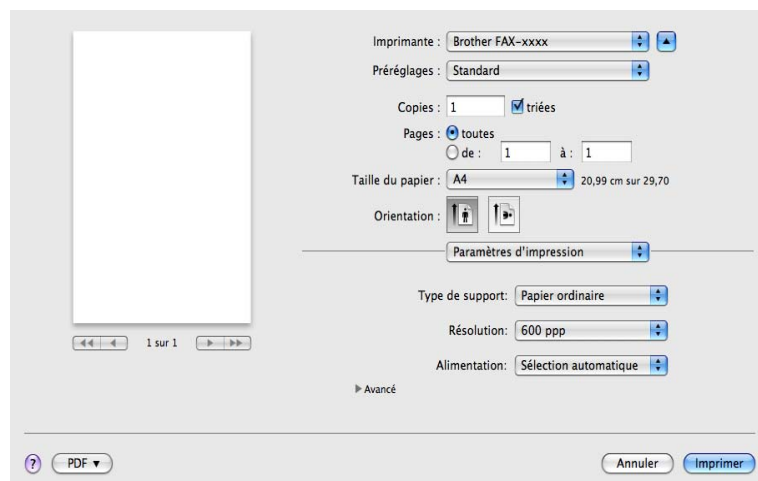 Imprimante : Brother FAX-xxxx
Préréglages : Standard
Copies : 1 triées
Pages : toutes
de : 1 à : 1
Taille du papier : A4 20,99 cm sur 29,70
Orientation :
Paramètres d'impression
Type de support: Papier ordinaire
Résolution: 600 ppp
Alimentation: Sélection automatique
Avancé
1 sur 1
? PDF Annuler Imprimer